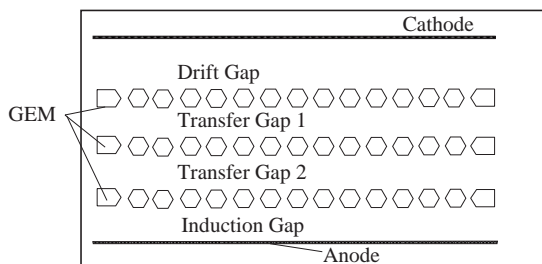 Cathode
Drift Gap
GEM
Transfer Gap 1
Transfer Gap 2
Induction Gap
Anode